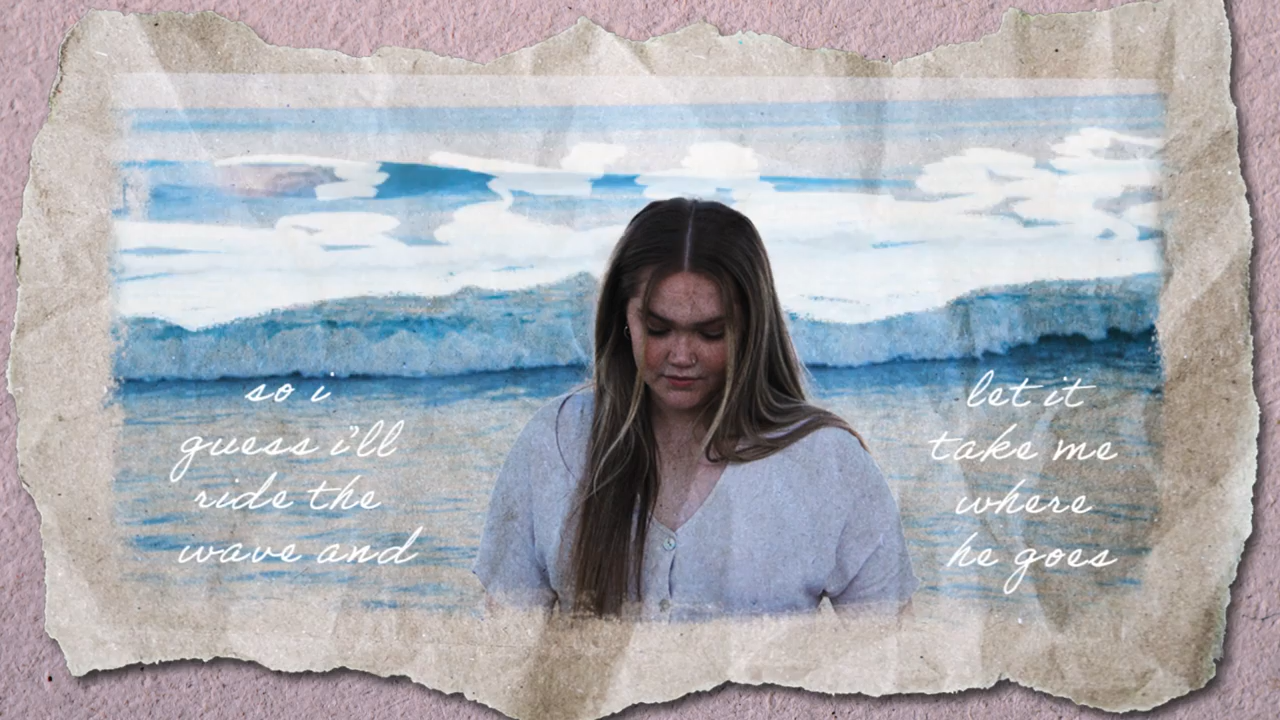 so i
guess i'll
ride the
wave and
let it
take me
where
he goes